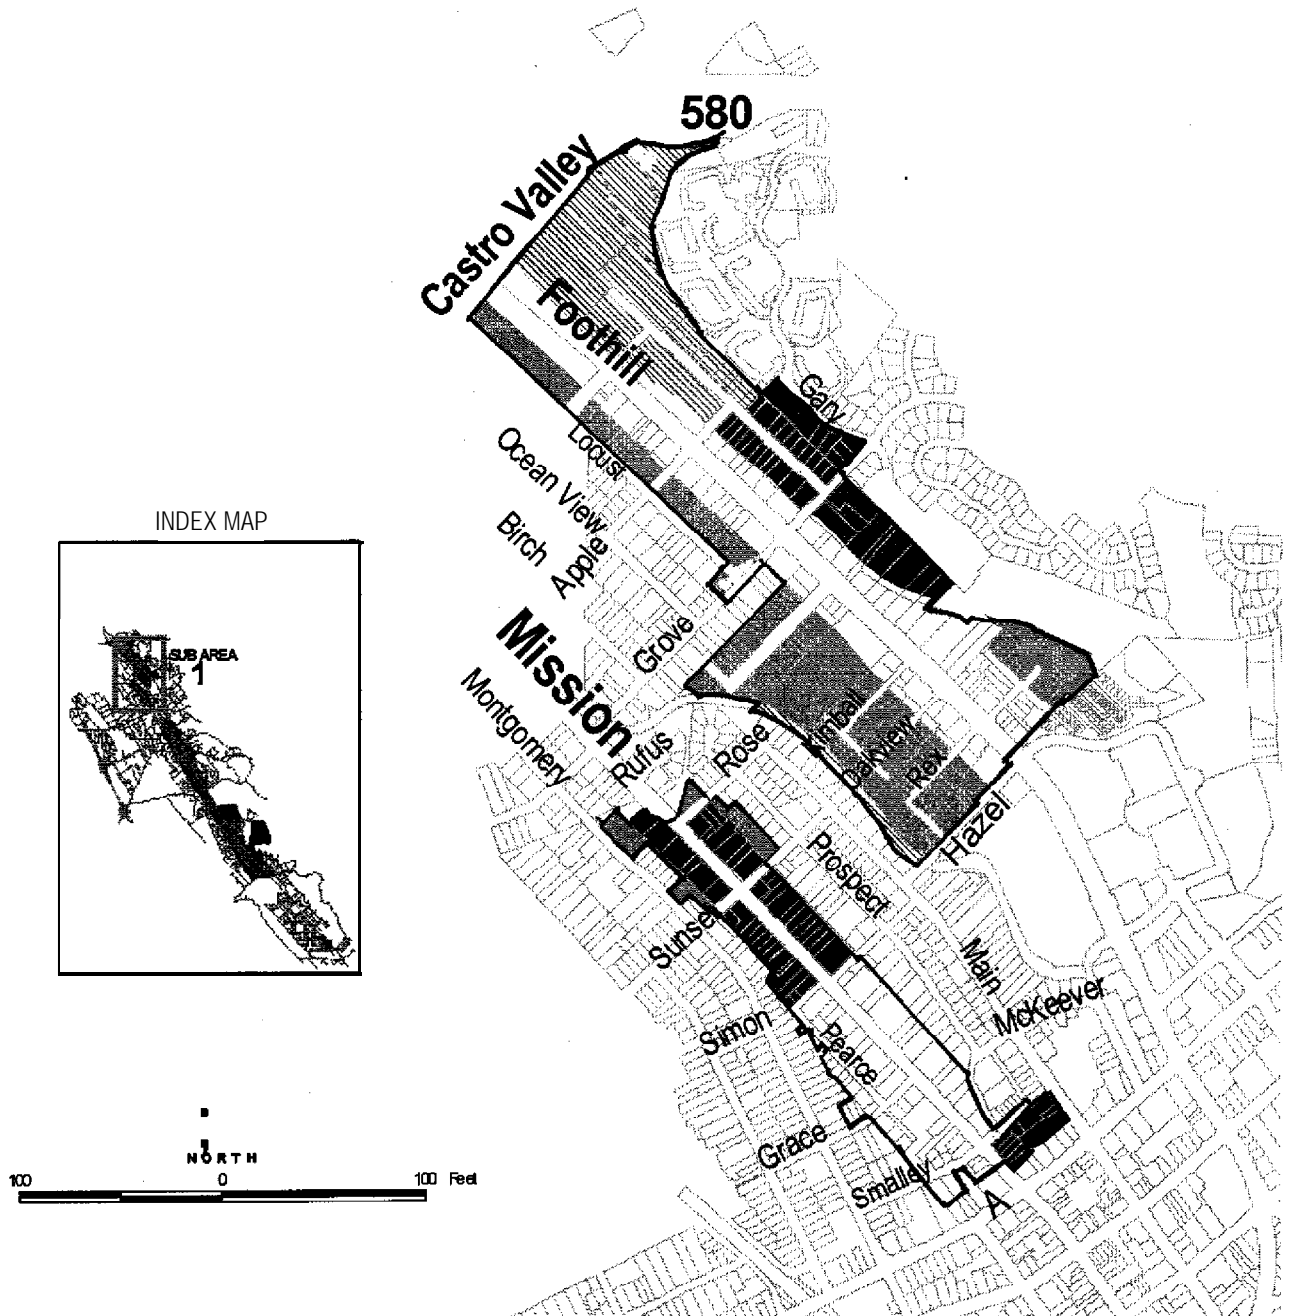 580
Castro Valley
Foothill
Gary
Locust
Ocean View
Birch
Apple
Grove
Mission
Montgomery
Rufus
Rose
Kimball
Oakview
Rex
Hazel
Prospect
Sunset
Main
McKeever
Simon
Pearce
Grace
Smalley
A
INDEX MAP
SUB AREA
1
NORTH
100 0 100 Feet